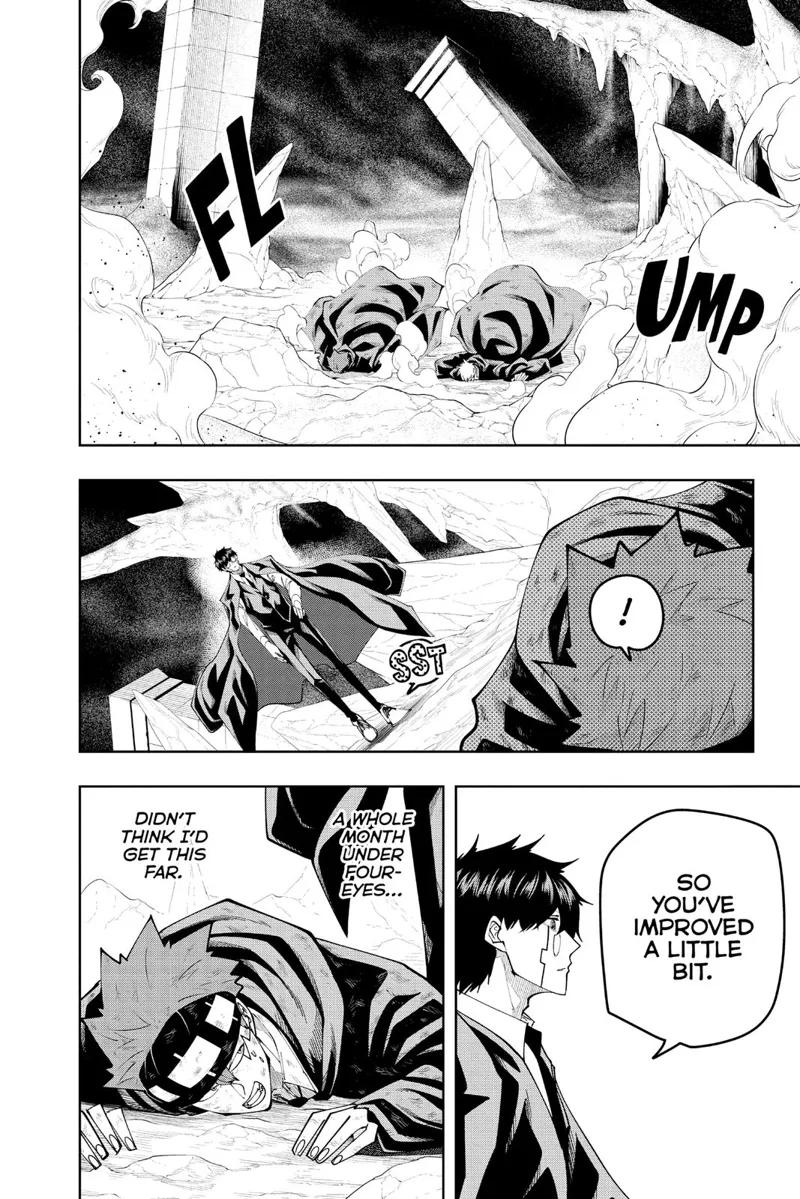 FL
UMP
!
SST
SO
YOU'VE
IMPROVED
A LITTLE
BIT.
A WHOLE
MONTH
UNDER
FOUR-
EYES...
DIDN'T
THINK I'D
GET THIS
FAR.